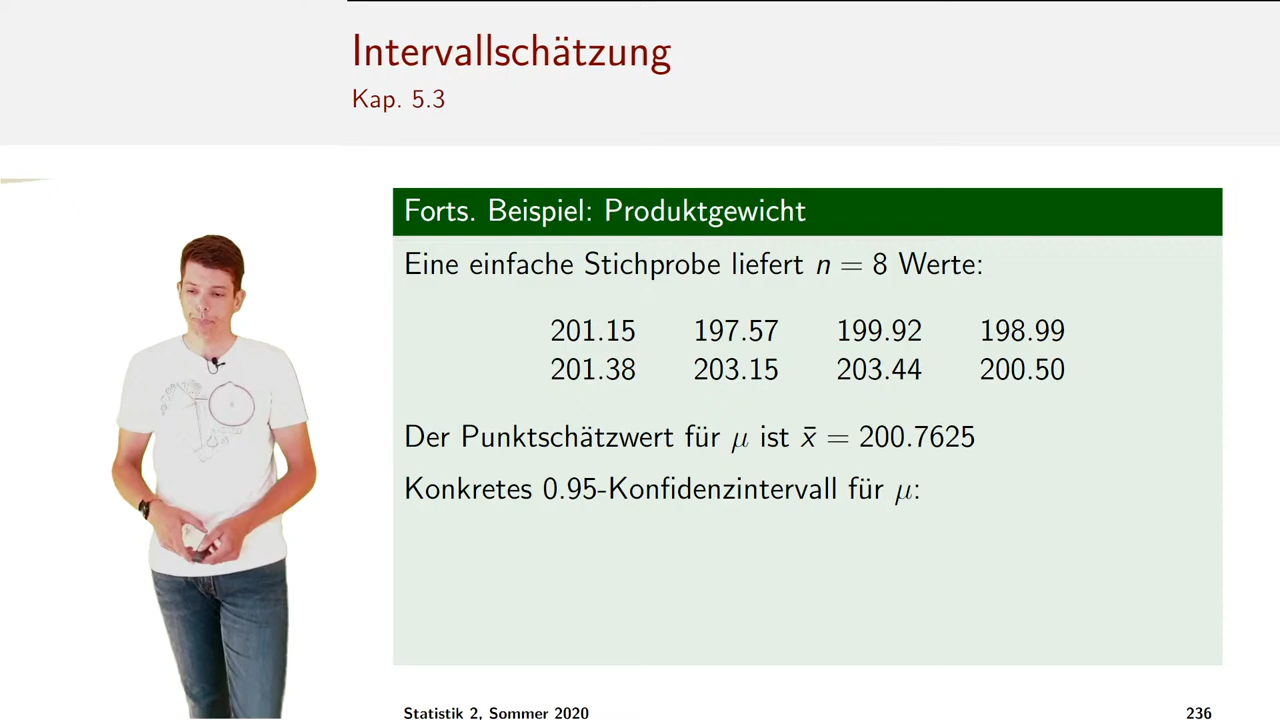 Intervallschätzung
Kap. 5.3
Forts. Beispiel: Produktgewicht
Eine einfache Stichprobe liefert n = 8 Werte:
201.15 197.57 199.92 198.99
201.38 203.15 203.44 200.50
Der Punktschätzwert für μ ist x̄ = 200.7625
Konkretes 0.95-Konfidenzintervall für μ:
Statistik 2, Sommer 2020 236